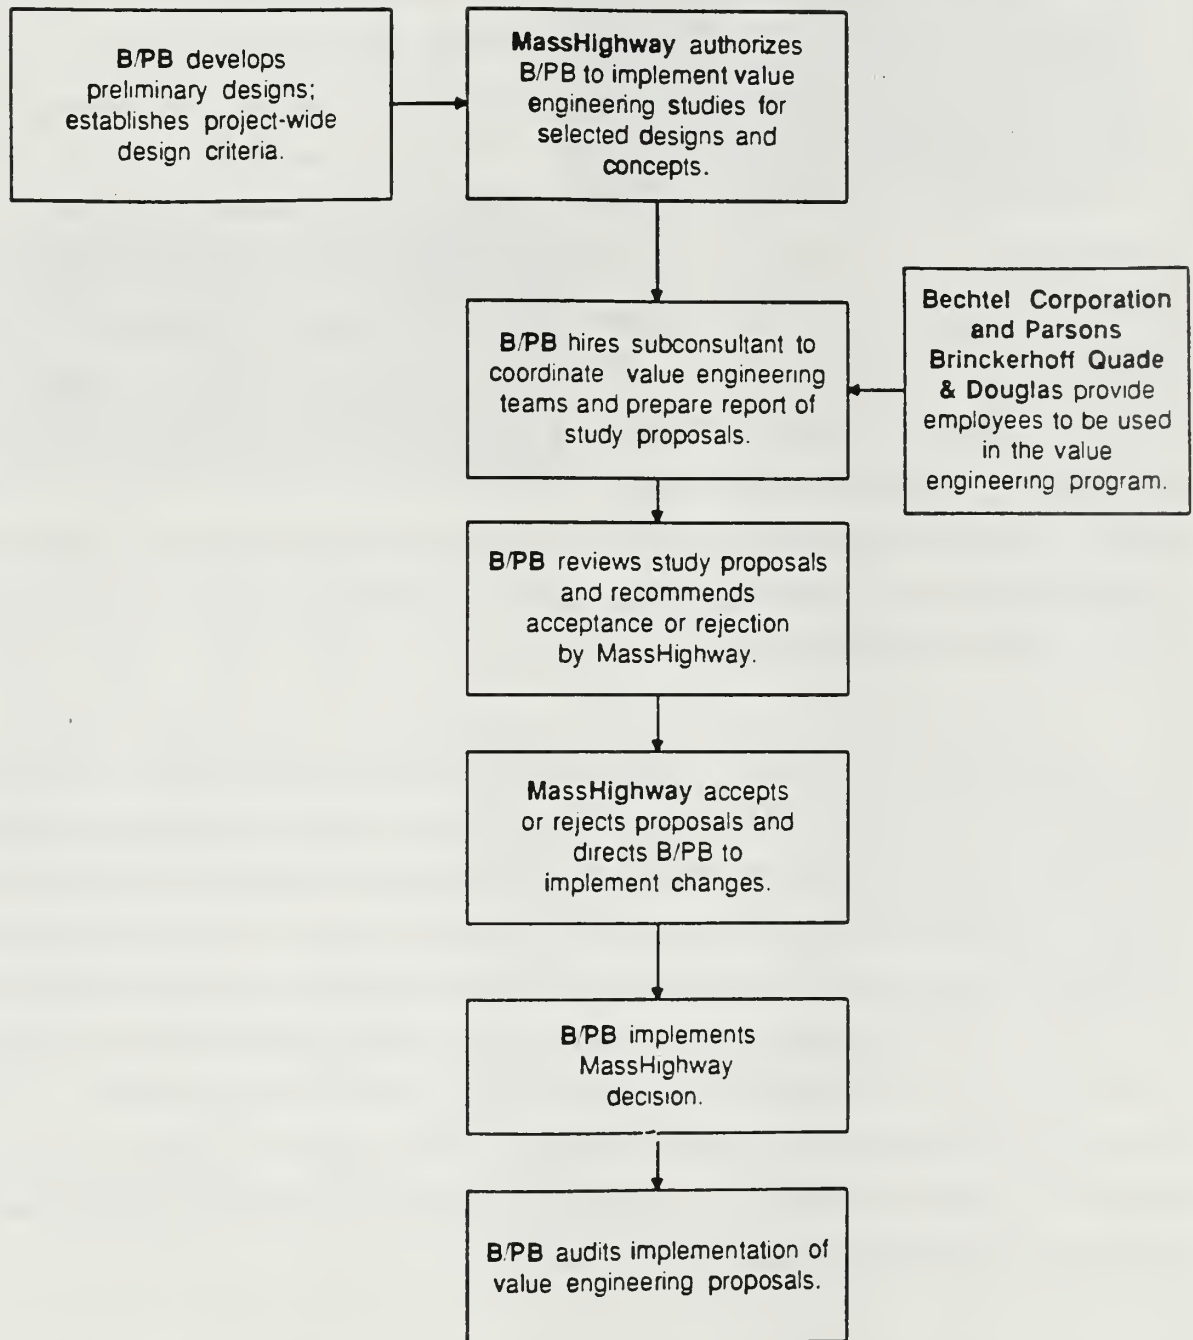 B/PB develops
preliminary designs;
establishes project-wide
design criteria.
MassHighway authorizes
B/PB to implement value
engineering studies for
selected designs and
concepts.
B/PB hires subconsultant to
coordinate value engineering
teams and prepare report of
study proposals.
Bechtel Corporation
and Parsons
Brinckerhoff Quade
& Douglas provide
employees to be used
in the value
engineering program.
B/PB reviews study proposals
and recommends
acceptance or rejection
by MassHighway.
MassHighway accepts
or rejects proposals and
directs B/PB to
implement changes.
B/PB implements
MassHighway
decision.
B/PB audits implementation of
value engineering proposals.